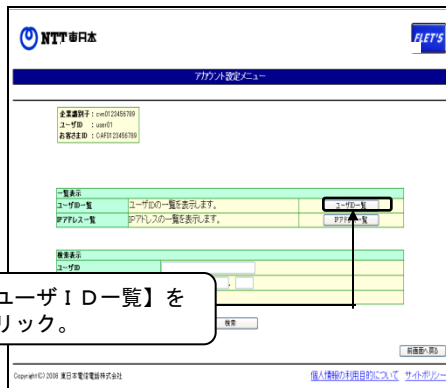 NTT東日本
FLET'S
アカウント設定メニュー
企業識別子：cvn0123456789
ユーザID ：user01
お客さまID ：CAF0123456789
一覧表示
ユーザID一覧 ユーザIDの一覧を表示します。 ユーザID一覧
IPアドレス一覧 IPアドレスの一覧を表示します。
検索表示
ユーザID
ューザＩＤ一覧】を
リック。
検索
前画面へ戻る
Copyright(C) 2008 東日本電信電話株式会社 個人情報の利用目的について サイトポリシー